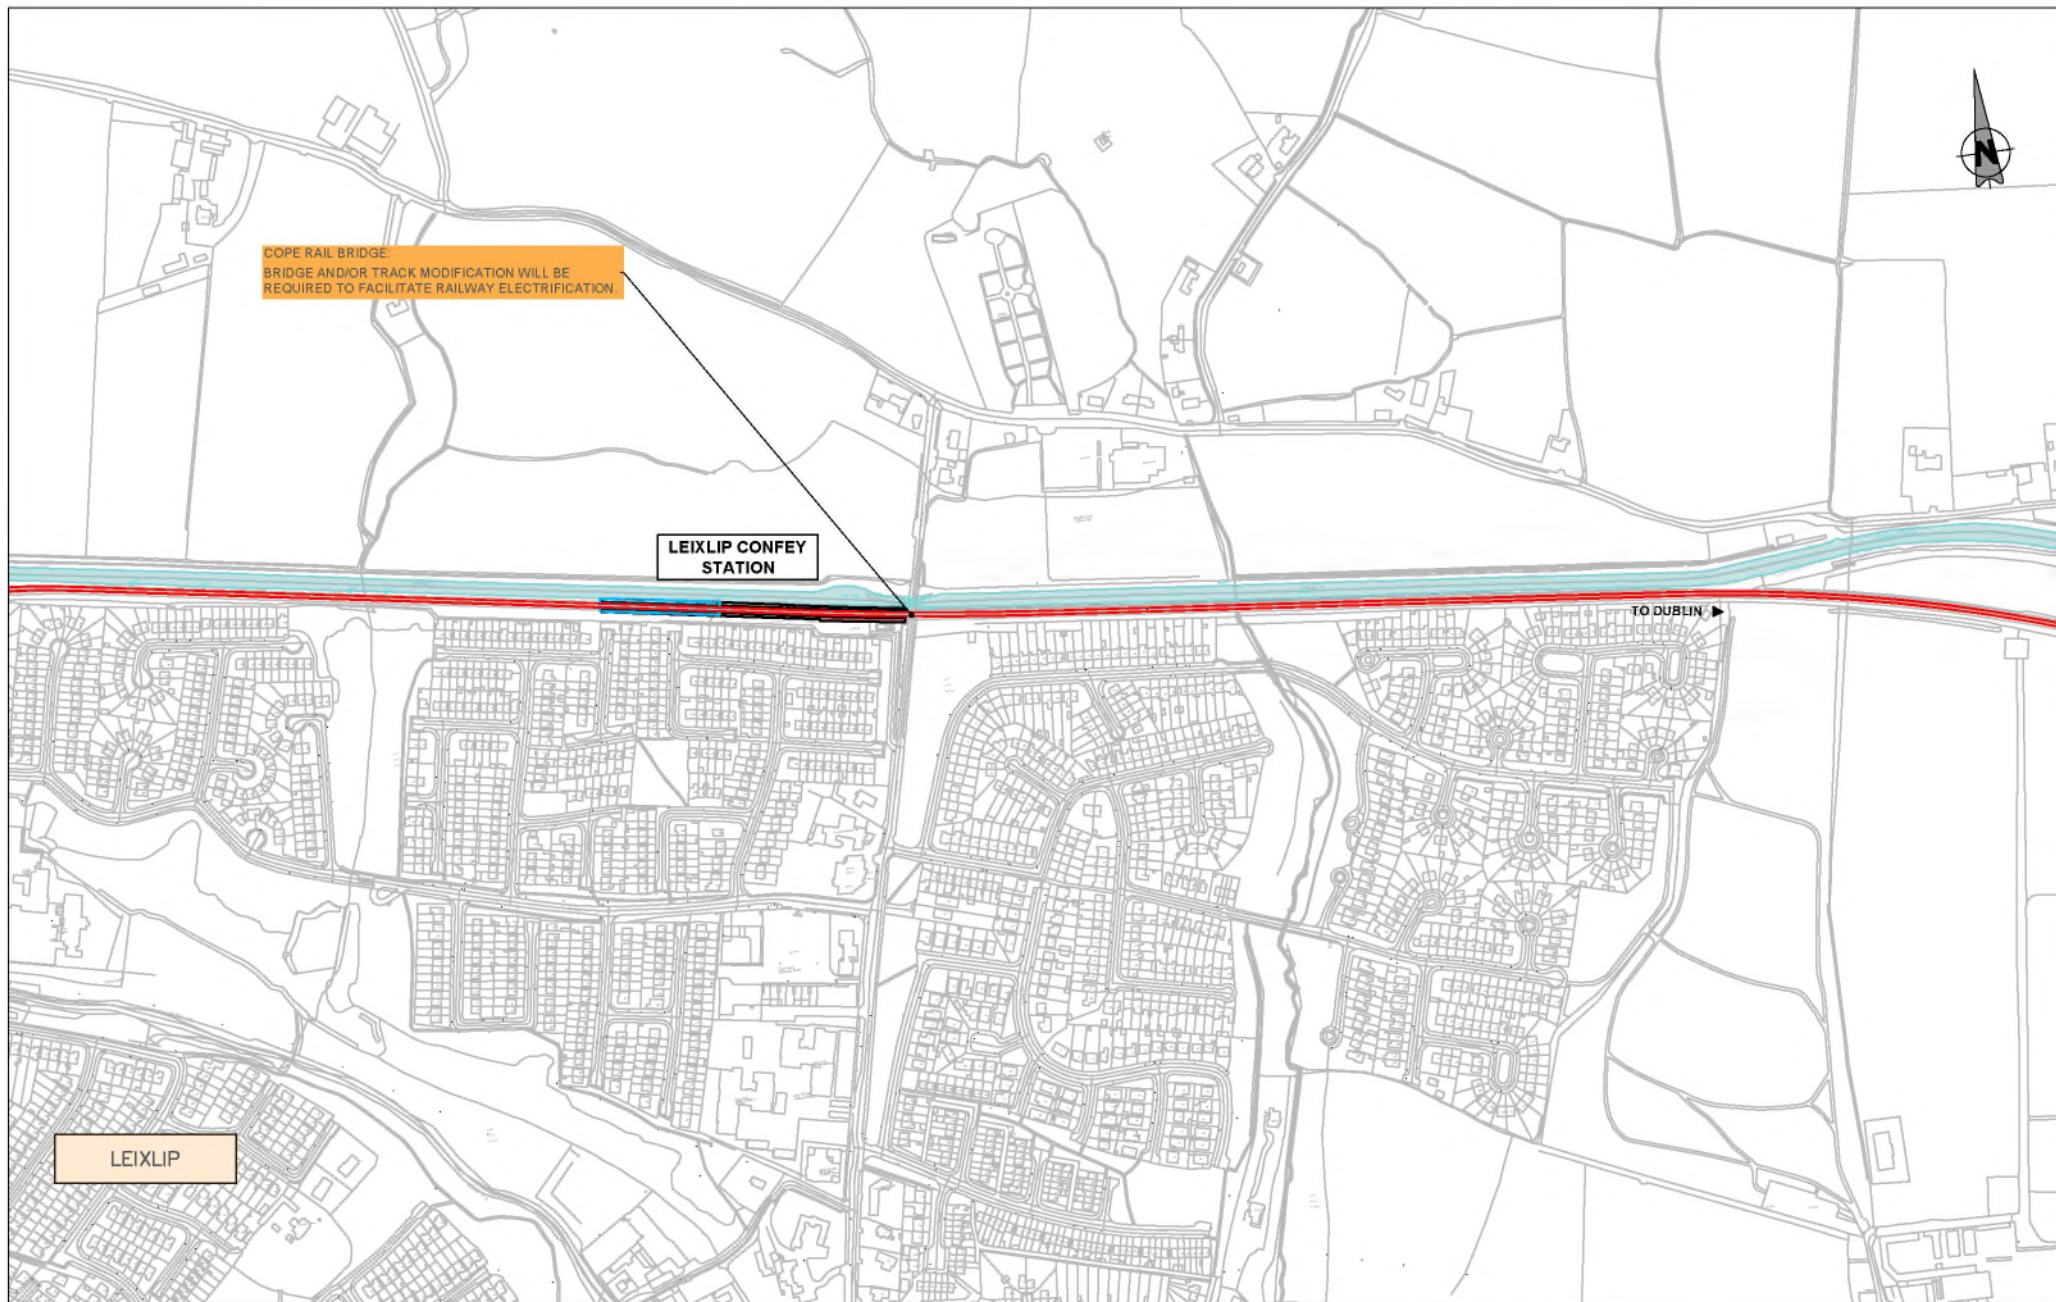 N
COPE RAIL BRIDGE:
BRIDGE AND/OR TRACK MODIFICATION WILL BE
REQUIRED TO FACILITATE RAILWAY ELECTRIFICATION.
LEIXLIP CONFEY
STATION
TO DUBLIN
LEIXLIP